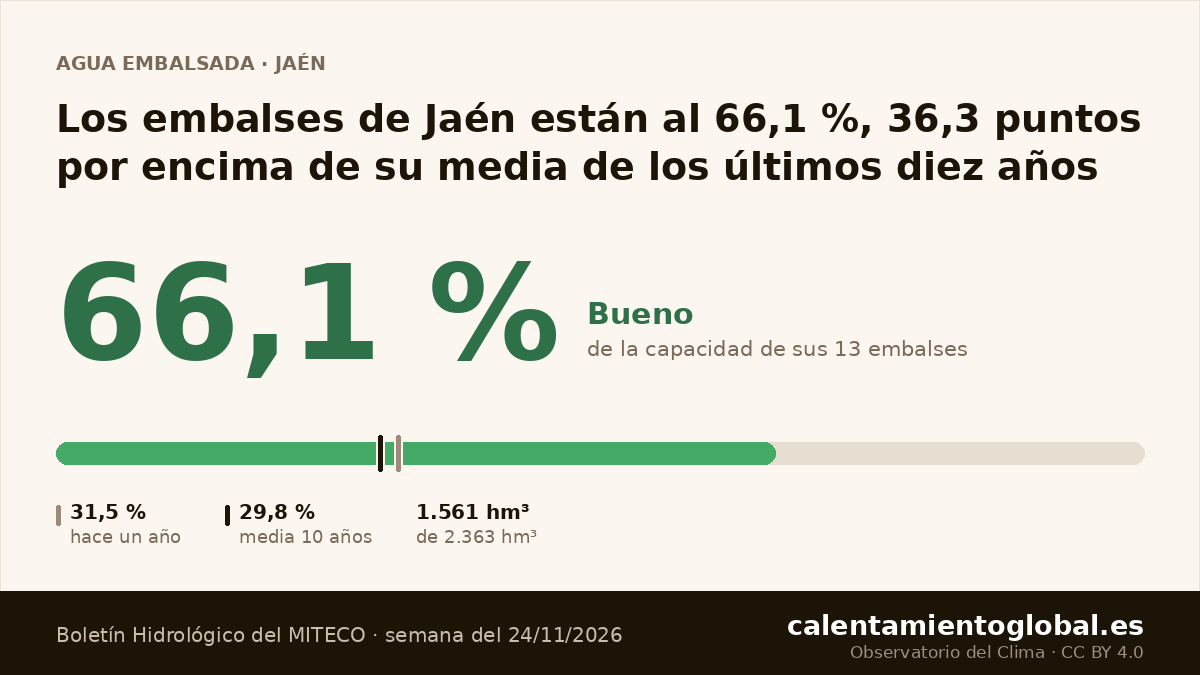 AGUA EMBALSADA · JAÉN
Los embalses de Jaén están al 66,1 %, 36,3 puntos
por encima de su media de los últimos diez años
66,1 %
Bueno
de la capacidad de sus 13 embalses
31,5 %
hace un año
29,8 %
media 10 años
1.561 hm³
de 2.363 hm³
Boletín Hidrológico del MITECO · semana del 24/11/2026
calentamientoglobal.es
Observatorio del Clima · CC BY 4.0